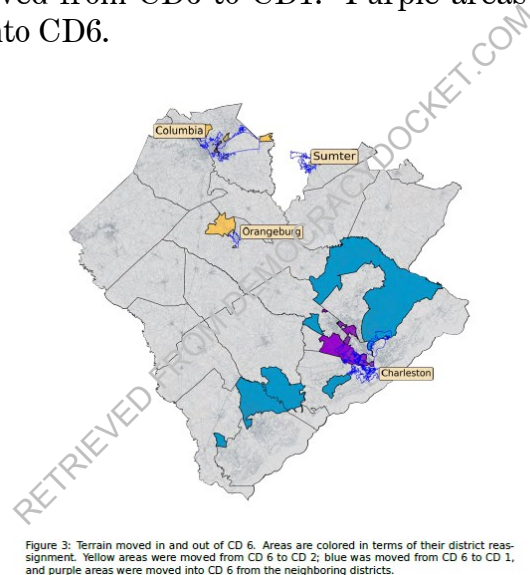 ved from CD6 to CD1. Purple areas
nto CD6.
Columbia
Sumter
Orangeburg
Charleston
RETRIEVED FROM DEMOCRACYDOCKET.COM
Figure 3: Terrain moved in and out of CD 6. Areas are colored in terms of their district reas-
signment. Yellow areas were moved from CD 6 to CD 2; blue was moved from CD 6 to CD 1,
and purple areas were moved into CD 6 from the neighboring districts.